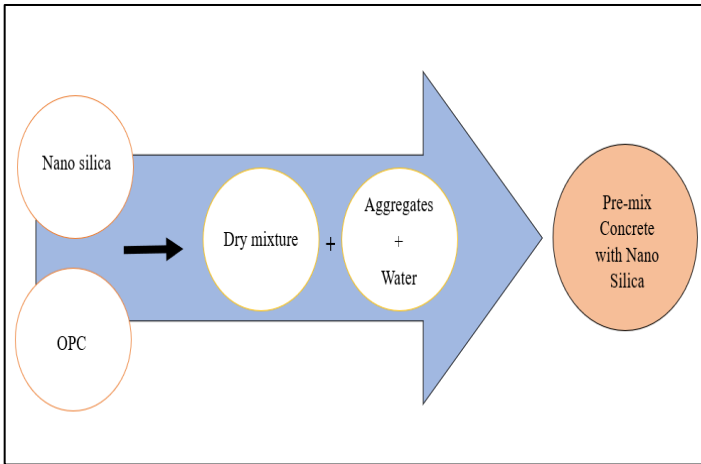 Nano silica
OPC
Dry mixture
+
Aggregates
+
Water
Pre-mix
Concrete
with Nano
Silica